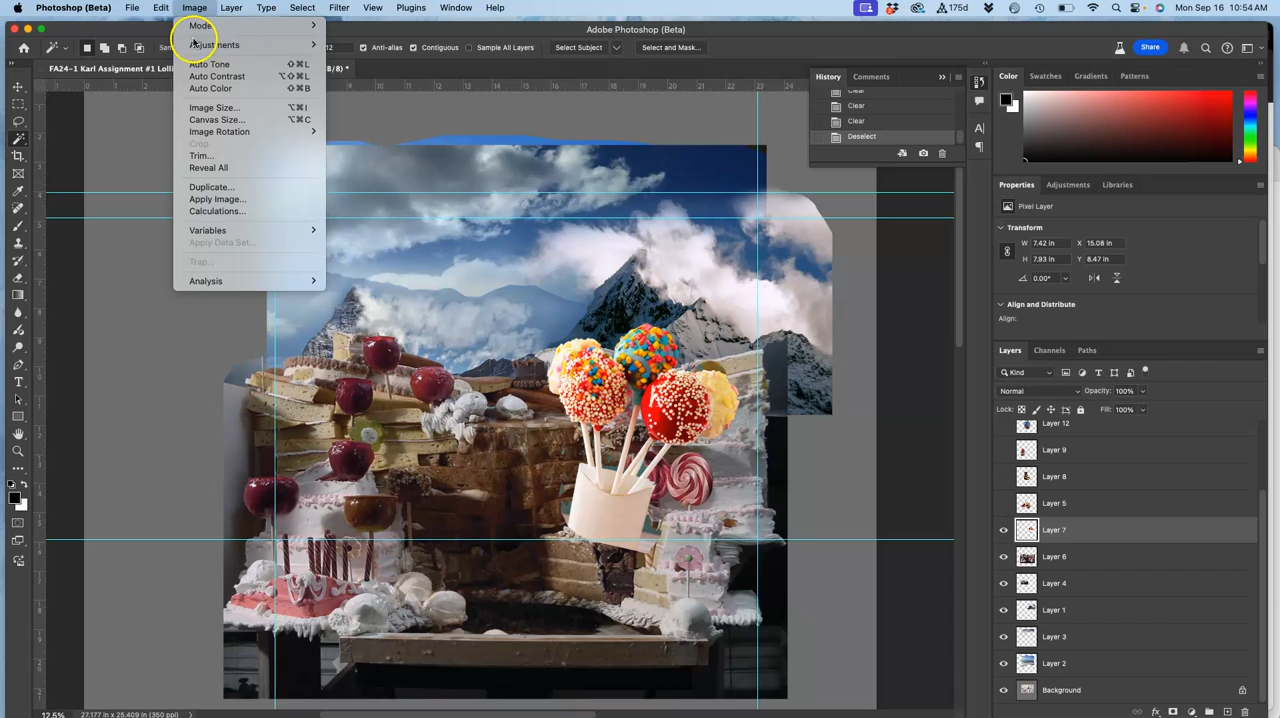 Photoshop (Beta) File Edit Image Layer Type Select Filter View Plugins Window Help 175d Wed Sep 11 10:54 AM
Adobe Photoshop (Beta)
12 Anti-alias Contiguous Sample All Layers Select Subject Select and Mask... Share
FA24-1 Karl Assignment #1 Lolli
Mode
Adjustments
Auto Tone ⇧⌘L
Auto Contrast ⌥⇧⌘L
Auto Color ⇧⌘B
Image Size... ⌥⌘I
Canvas Size... ⌥⌘C
Image Rotation
Crop
Trim...
Reveal All
Duplicate...
Apply Image...
Calculations...
Variables
Apply Data Set...
Trap...
Analysis
History Comments
Clear
Clear
Clear
Deselect
Color Swatches Gradients Patterns
Properties Adjustments Libraries
Pixel Layer
Transform
W 7.42 in X 15.08 in
H 7.93 in Y 8.47 in
0.00°
Align and Distribute
Align:
Layers Channels Paths
Kind
Normal Opacity: 100%
Lock: Fill: 100%
Layer 12
Layer 9
Layer 8
Layer 5
Layer 7
Layer 6
Layer 4
Layer 1
Layer 3
Layer 2
Background
12.5% 27.177 in x 25.409 in (350 ppi)